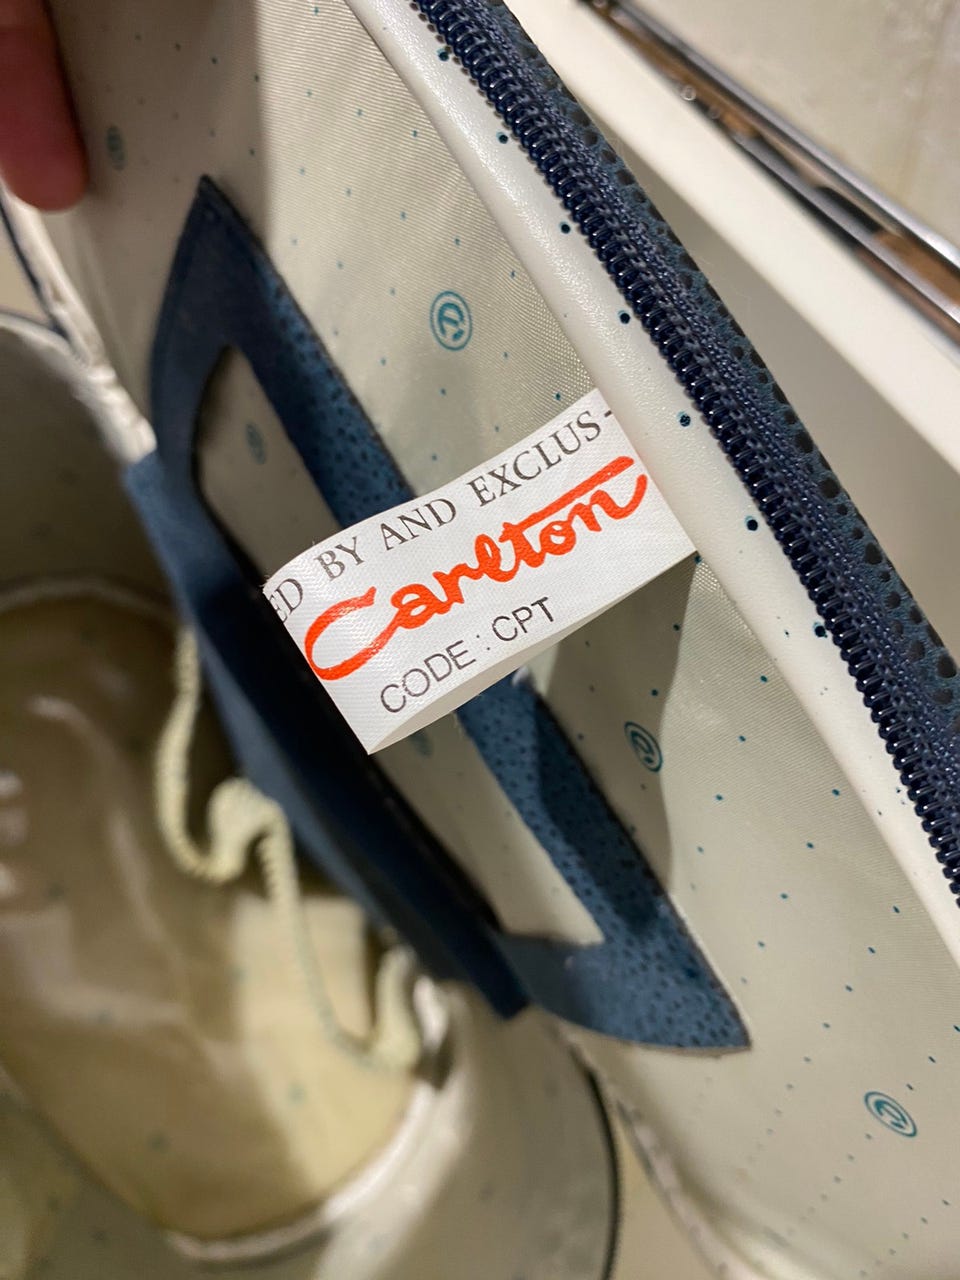 ED BY AND EXCLUS
Carlton
CODE : CPT